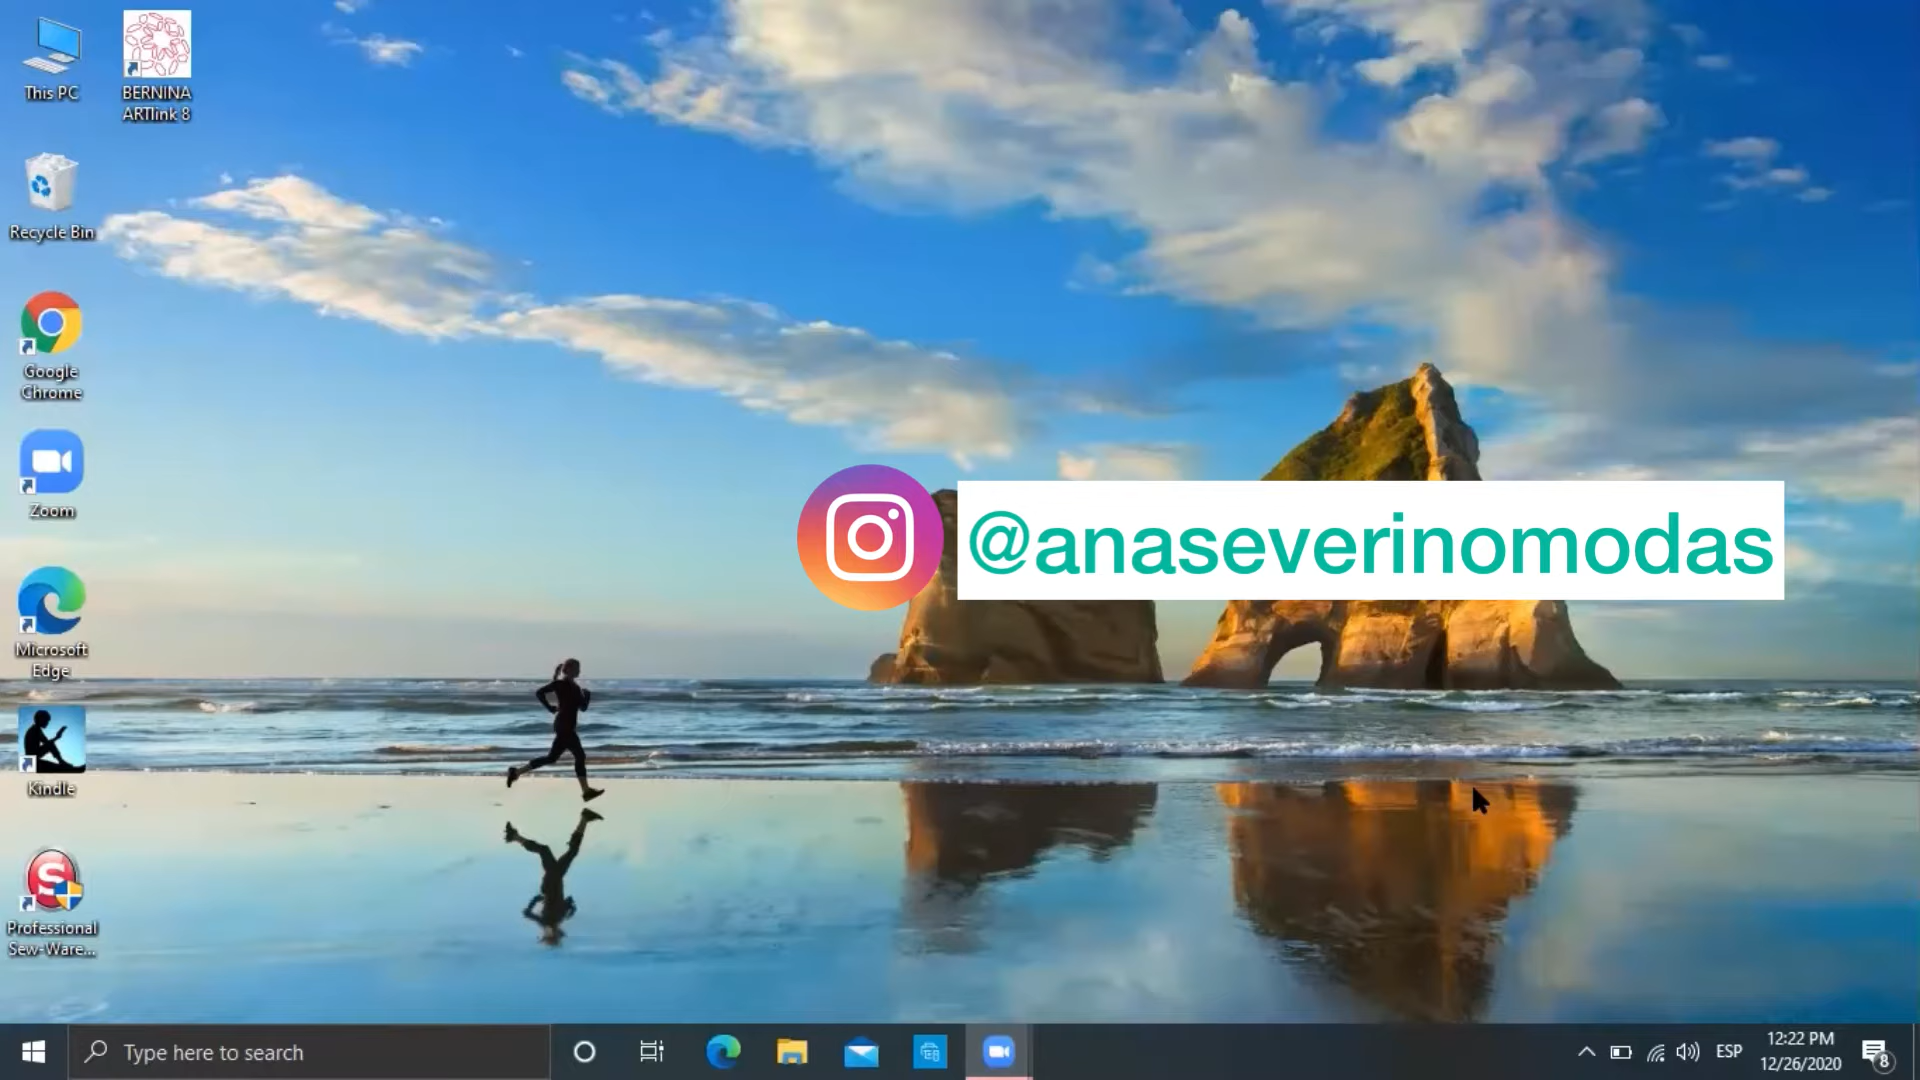 This PC
BERNINA
ARTlink 8
Recycle Bin
Google
Chrome
Zoom
Microsoft
Edge
Kindle
Professional
Sew-Ware...
@anaseverinomodas
Type here to search
ESP
12:22 PM
12/26/2020
8